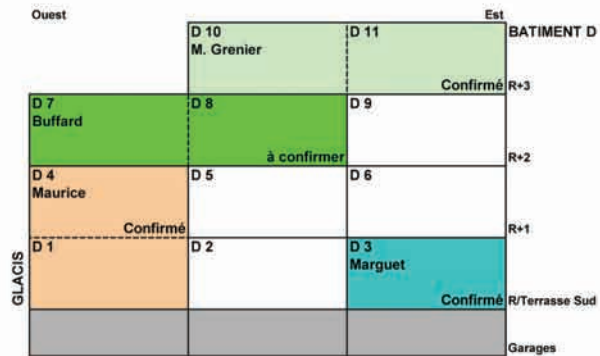 Ouest
Est
D 10
D 11
BATIMENT D
M. Grenier
Confirmé
R+3
D 7
D 8
D 9
Buffard
à confirmer
R+2
D 4
D 5
D 6
Maurice
Confirmé
R+1
D 1
D 2
D 3
Marguet
GLACIS
Confirmé
R/Terrasse Sud
Garages